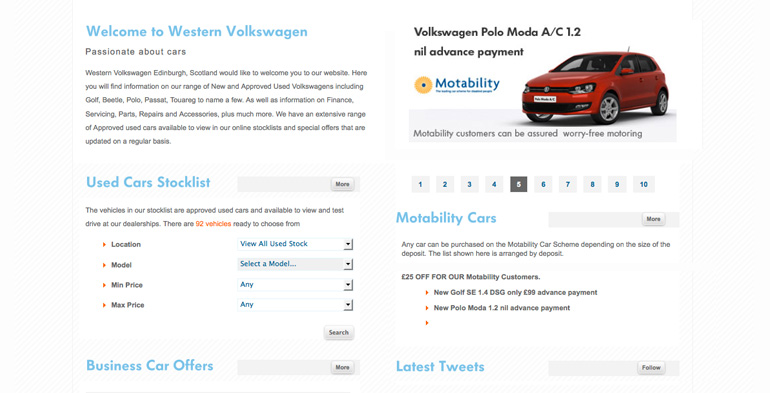 Welcome to Western Volkswagen
Passionate about cars
Western Volkswagen Edinburgh, Scotland would like to welcome you to our website. Here
you will find information on our range of New and Approved Used Volkswagens including
Golf, Beetle, Polo, Passat, Touareg to name a few. As well as information on Finance,
Servicing, Parts, Repairs and Accessories, plus much more. We have an extensive range
of Approved used cars available to view in our online stocklists and special offers that are
updated on a regular basis.
Volkswagen Polo Moda A/C 1.2
nil advance payment
Motability
The leading car scheme for disabled people
Polo Moda A/C
Motability customers can be assured worry-free motoring
1 2 3 4 5 6 7 8 9 10
Used Cars Stocklist
More
The vehicles in our stocklist are approved used cars and available to view and test
drive at our dealerships. There are 92 vehicles ready to choose from
Location View All Used Stock
Model Select a Model...
Min Price Any
Max Price Any
Search
Motability Cars
More
Any car can be purchased on the Motability Car Scheme depending on the size of the
deposit. The list shown here is arranged by deposit.
£25 OFF FOR OUR Motability Customers.
New Golf SE 1.4 DSG only £99 advance payment
New Polo Moda 1.2 nil advance payment
Business Car Offers
More
Latest Tweets
Follow